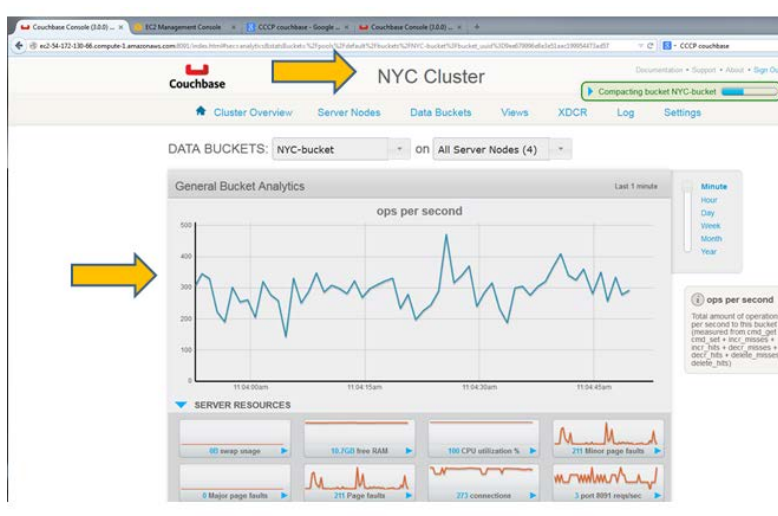 Couchbase Console (3.0.0) ...
EC2 Management Console
CCCP couchbase - Google ...
Couchbase Console (3.0.0) ...
CCCP couchbase
Couchbase
NYC Cluster
Documentation • Support • About • Sign Ou
Compacting bucket NYC-bucket
Cluster Overview Server Nodes Data Buckets Views XDCR Log Settings
DATA BUCKETS: NYC-bucket on All Server Nodes (4)
General Bucket Analytics Last 1 minute
ops per second
500
400
300
200
100
0
11:04:00am 11:04:15am 11:04:30am 11:04:45am
Minute
Hour
Day
Week
Month
Year
ops per second
Total amount of operation
per second to this bucket
(measured from cmd_get
cmd_set + incr_misses +
incr_hits + decr_misses +
decr_hits + delete_misses
delete_hits)
SERVER RESOURCES
swap usage
10.7GB free RAM
100 CPU utilization %
211 Minor page faults
0 Major page faults
211 Page faults
273 connections
3 port 8091 reqs/sec